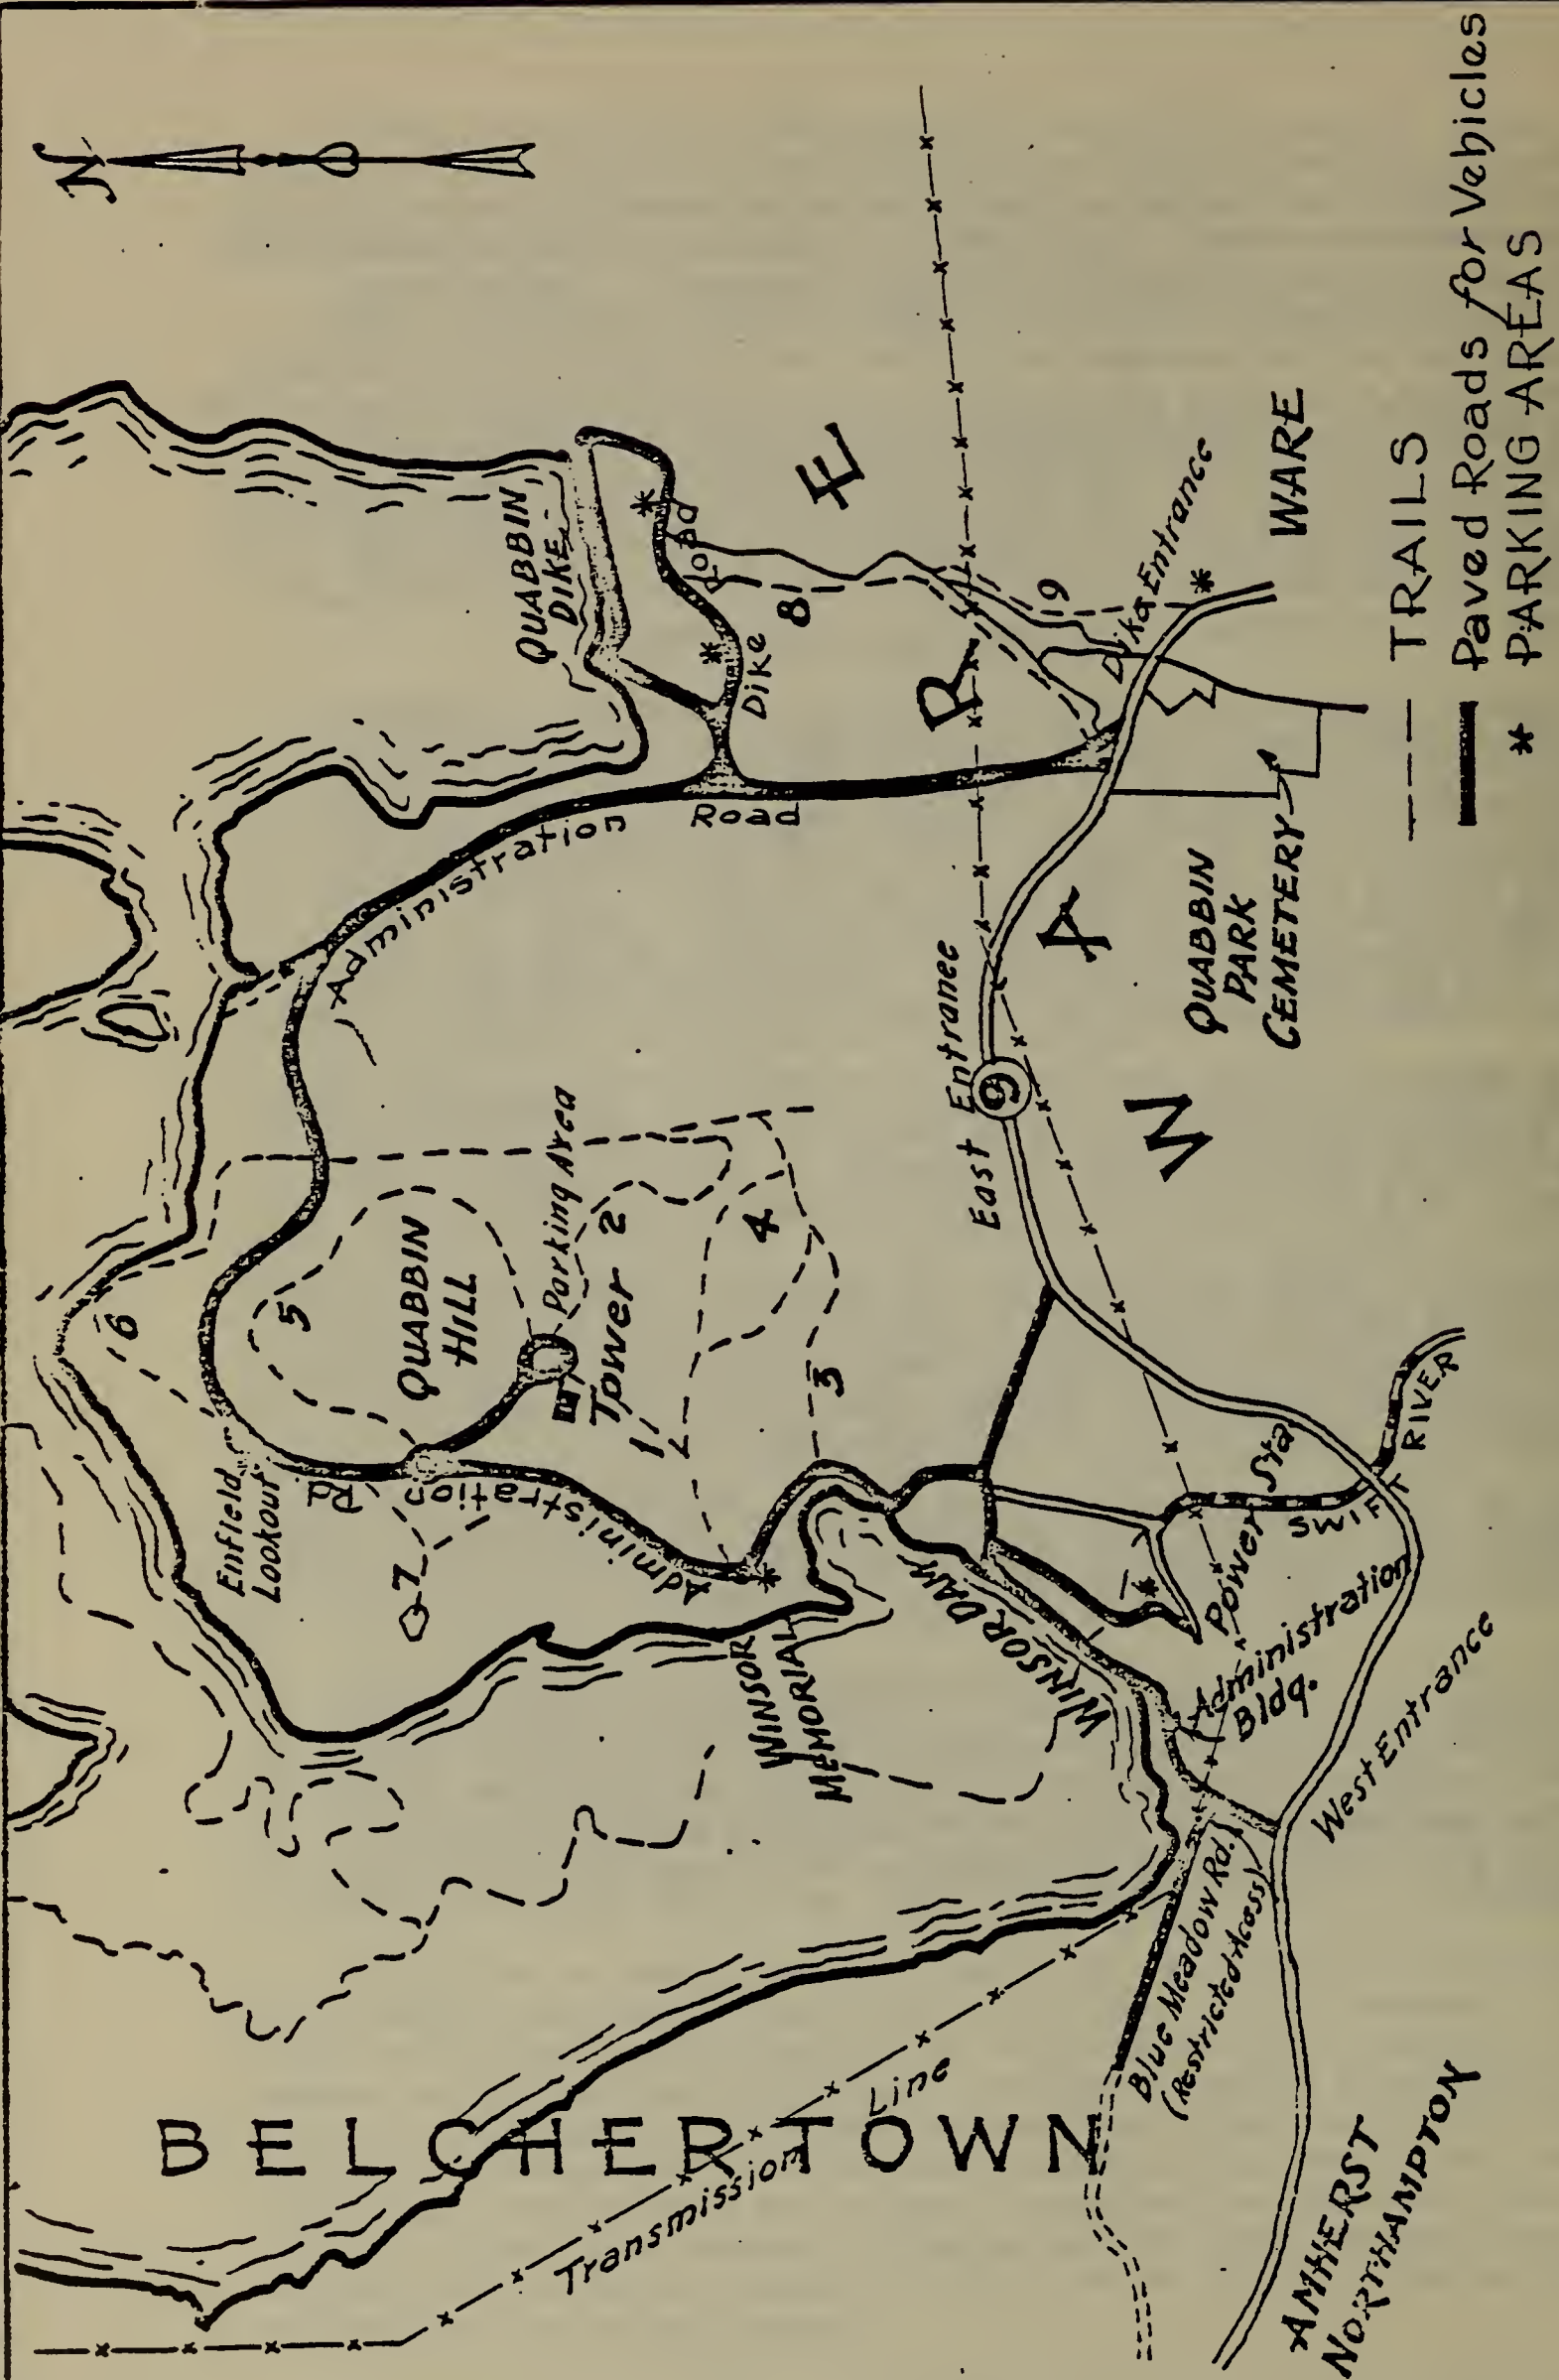 N
QUABBIN
DIKE
Road
Dike
8
9
Dike Entrance
WARE
Administration
Road
6
5
QUABBIN
HILL
Parking Area
Tower
2
1
4
3
Enfield
Lookout
Administration
Rd
7
WINSOR
MEMORIAL
WINSOR DAM
East Entrance
9
W
A
R
E
QUABBIN
PARK
CEMETERY
Power Sta
SWIFT
RIVER
Administration
Bldg.
West Entrance
Blue Meadow Rd.
(Restricted Acess)
BELCHERTOWN
Transmission Line
AMHERST
NORTHAMPTON
TRAILS
Paved Roads for Vehicles
* PARKING AREAS